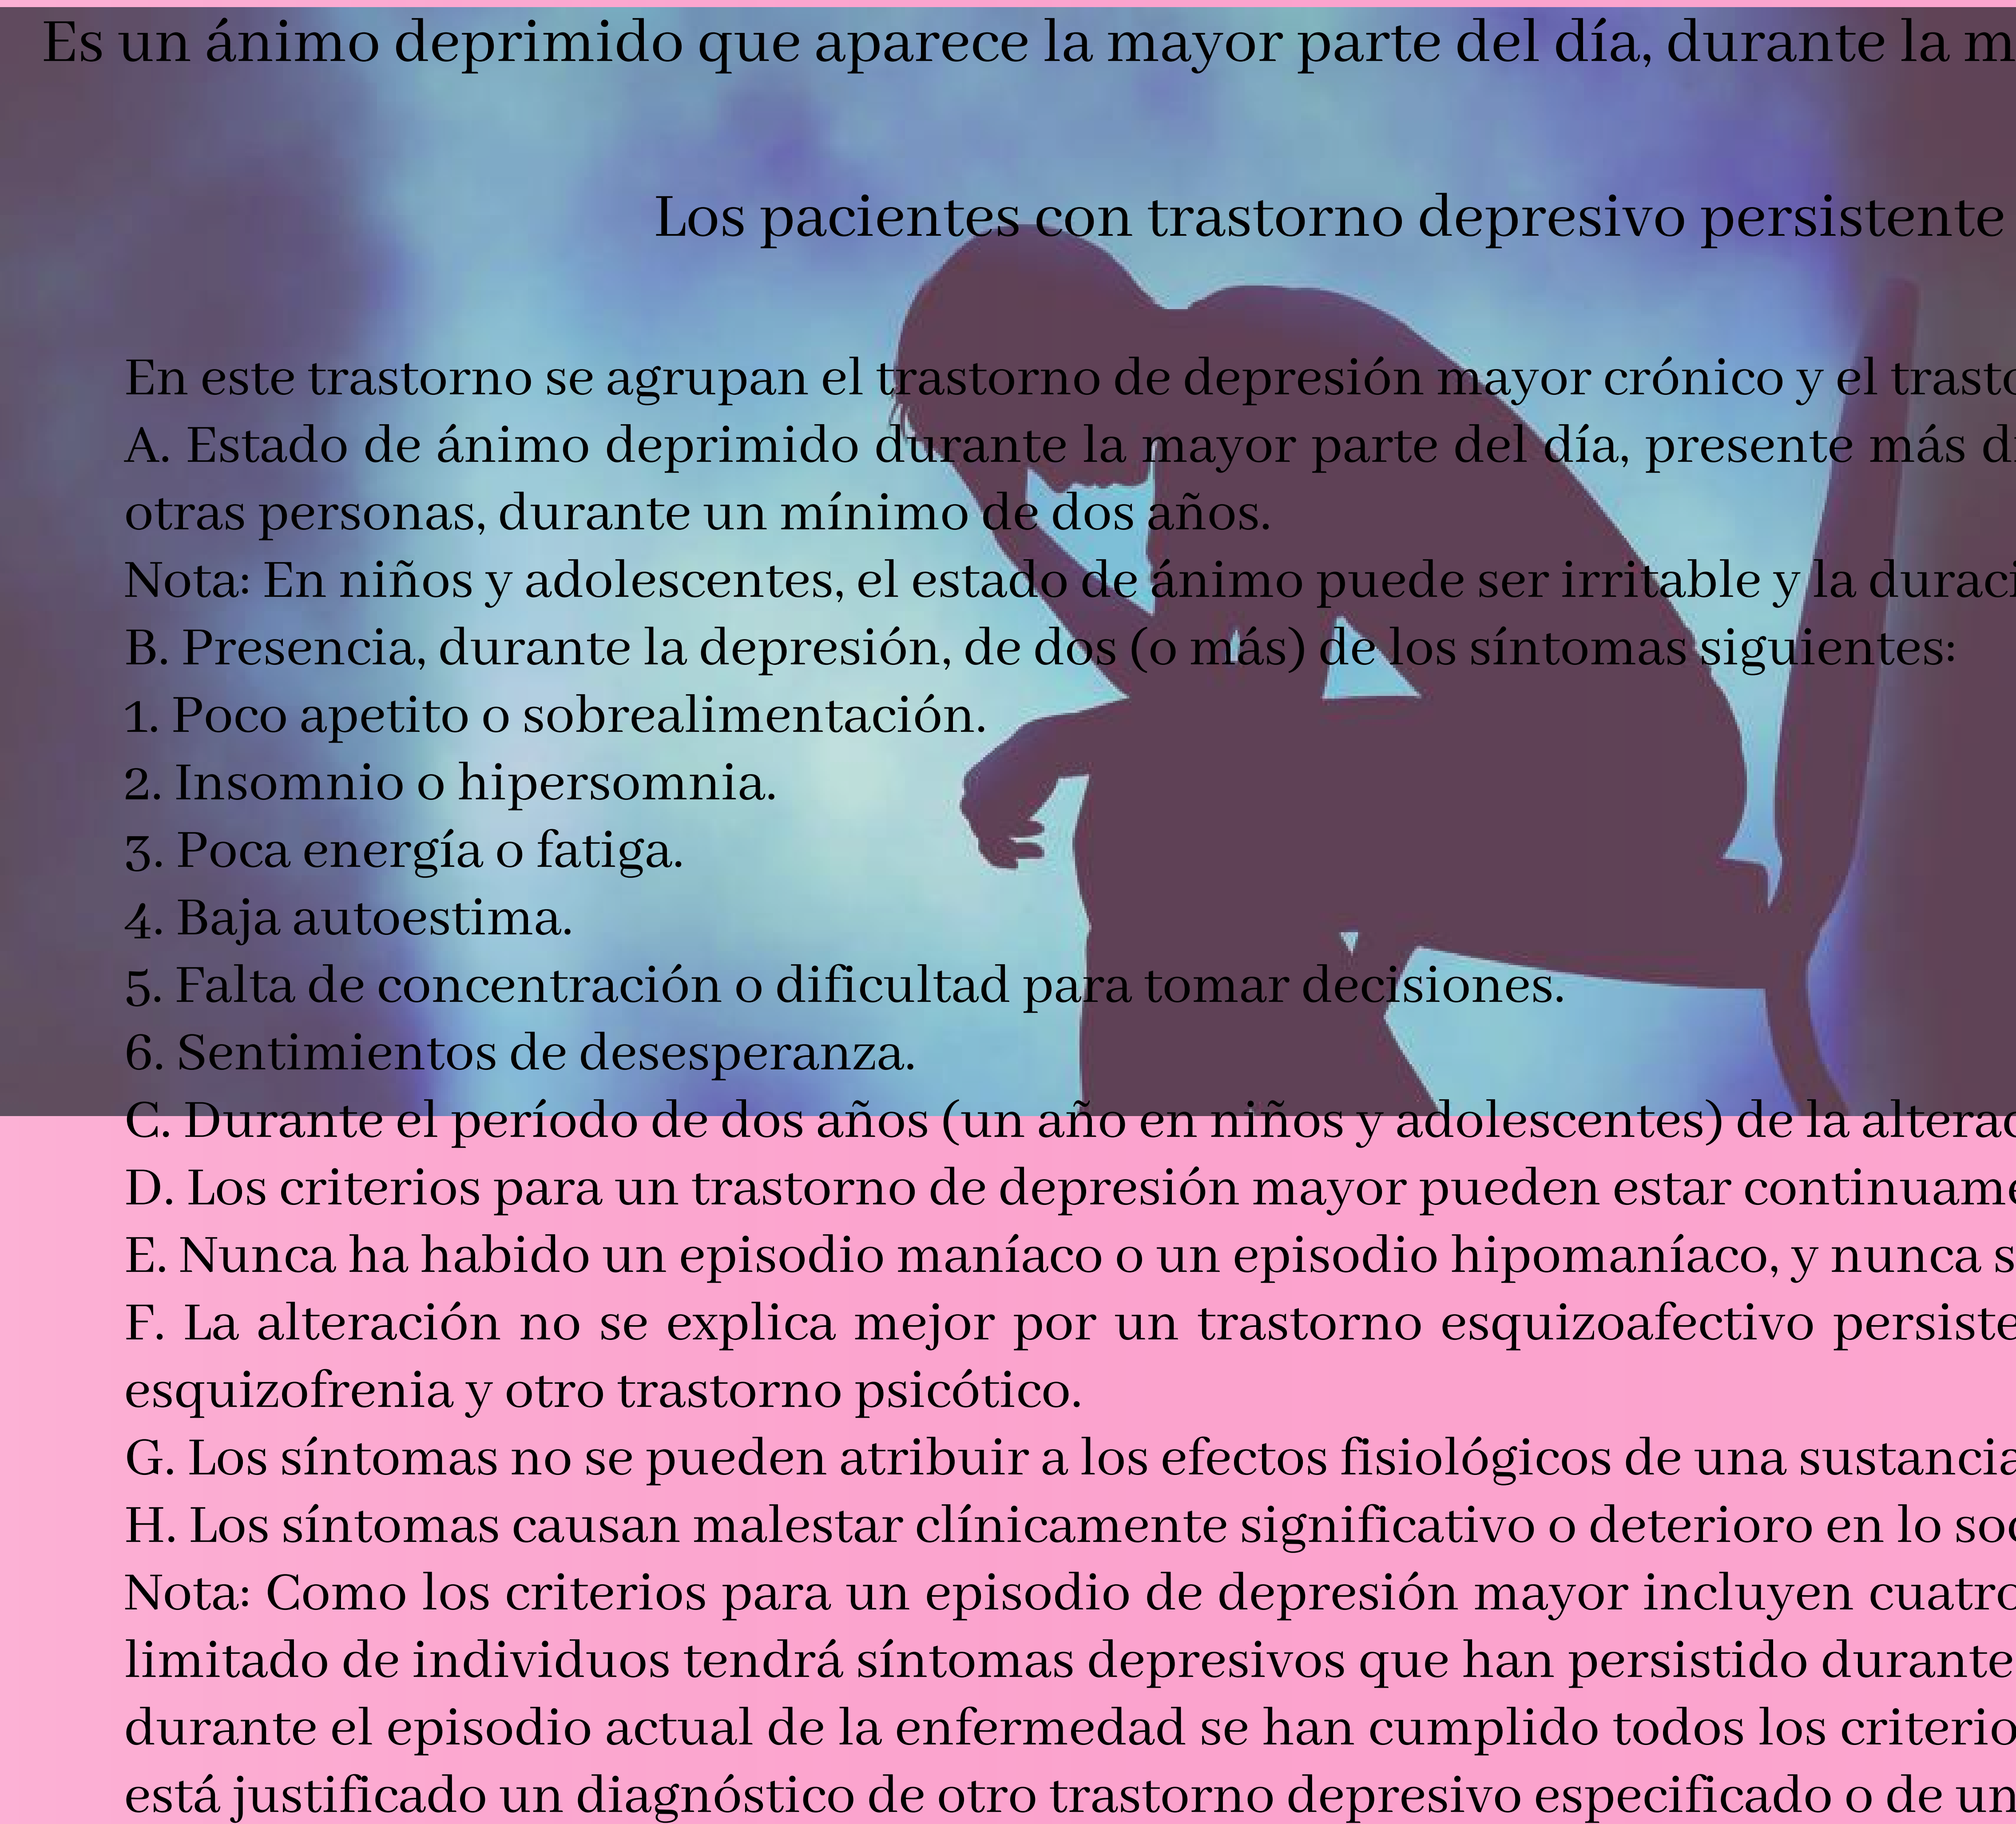 Es un ánimo deprimido que aparece la mayor parte del día, durante la
Los pacientes con trastorno depresivo persistente
En este trastorno se agrupan el trastorno de depresión mayor crónico y el
A. Estado de ánimo deprimido durante la mayor parte del día, presente más
otras personas, durante un mínimo de dos años.
Nota: En niños y adolescentes, el estado de ánimo puede ser irritable y la
B. Presencia, durante la depresión, de dos (o más) de los síntomas siguientes:
1. Poco apetito o sobrealimentación.
2. Insomnio o hipersomnia.
3. Poca energía o fatiga.
4. Baja autoestima.
5. Falta de concentración o dificultad para tomar decisiones.
6. Sentimientos de desesperanza.
C. Durante el período de dos años (un año en niños y adolescentes) de la
D. Los criterios para un trastorno de depresión mayor pueden estar
E. Nunca ha habido un episodio maníaco o un episodio hipomaníaco, y nunca
F. La alteración no se explica mejor por un trastorno esquizoafectivo
esquizofrenia y otro trastorno psicótico.
G. Los síntomas no se pueden atribuir a los efectos fisiológicos de una sustancia
H. Los síntomas causan malestar clínicamente significativo o deterioro en lo
Nota: Como los criterios para un episodio de depresión mayor incluyen cuatro
limitado de individuos tendrá síntomas depresivos que han persistido durante
durante el episodio actual de la enfermedad se han cumplido todos los
está justificado un diagnóstico de otro trastorno depresivo especificado o de